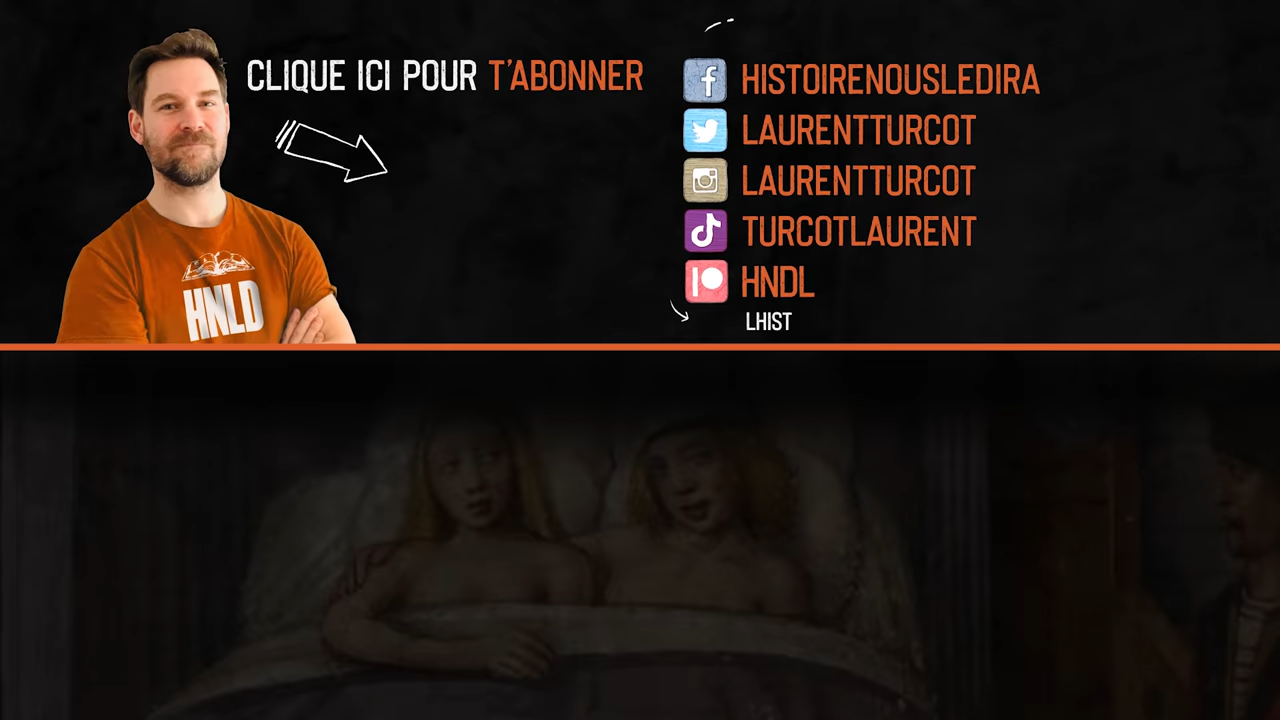 CLIQUE ICI POUR T'ABONNER
HISTOIRENOUSLEDIRA
LAURENTTURCOT
LAURENTTURCOT
TURCOTLAURENT
HNDL
LHIST
HNLD